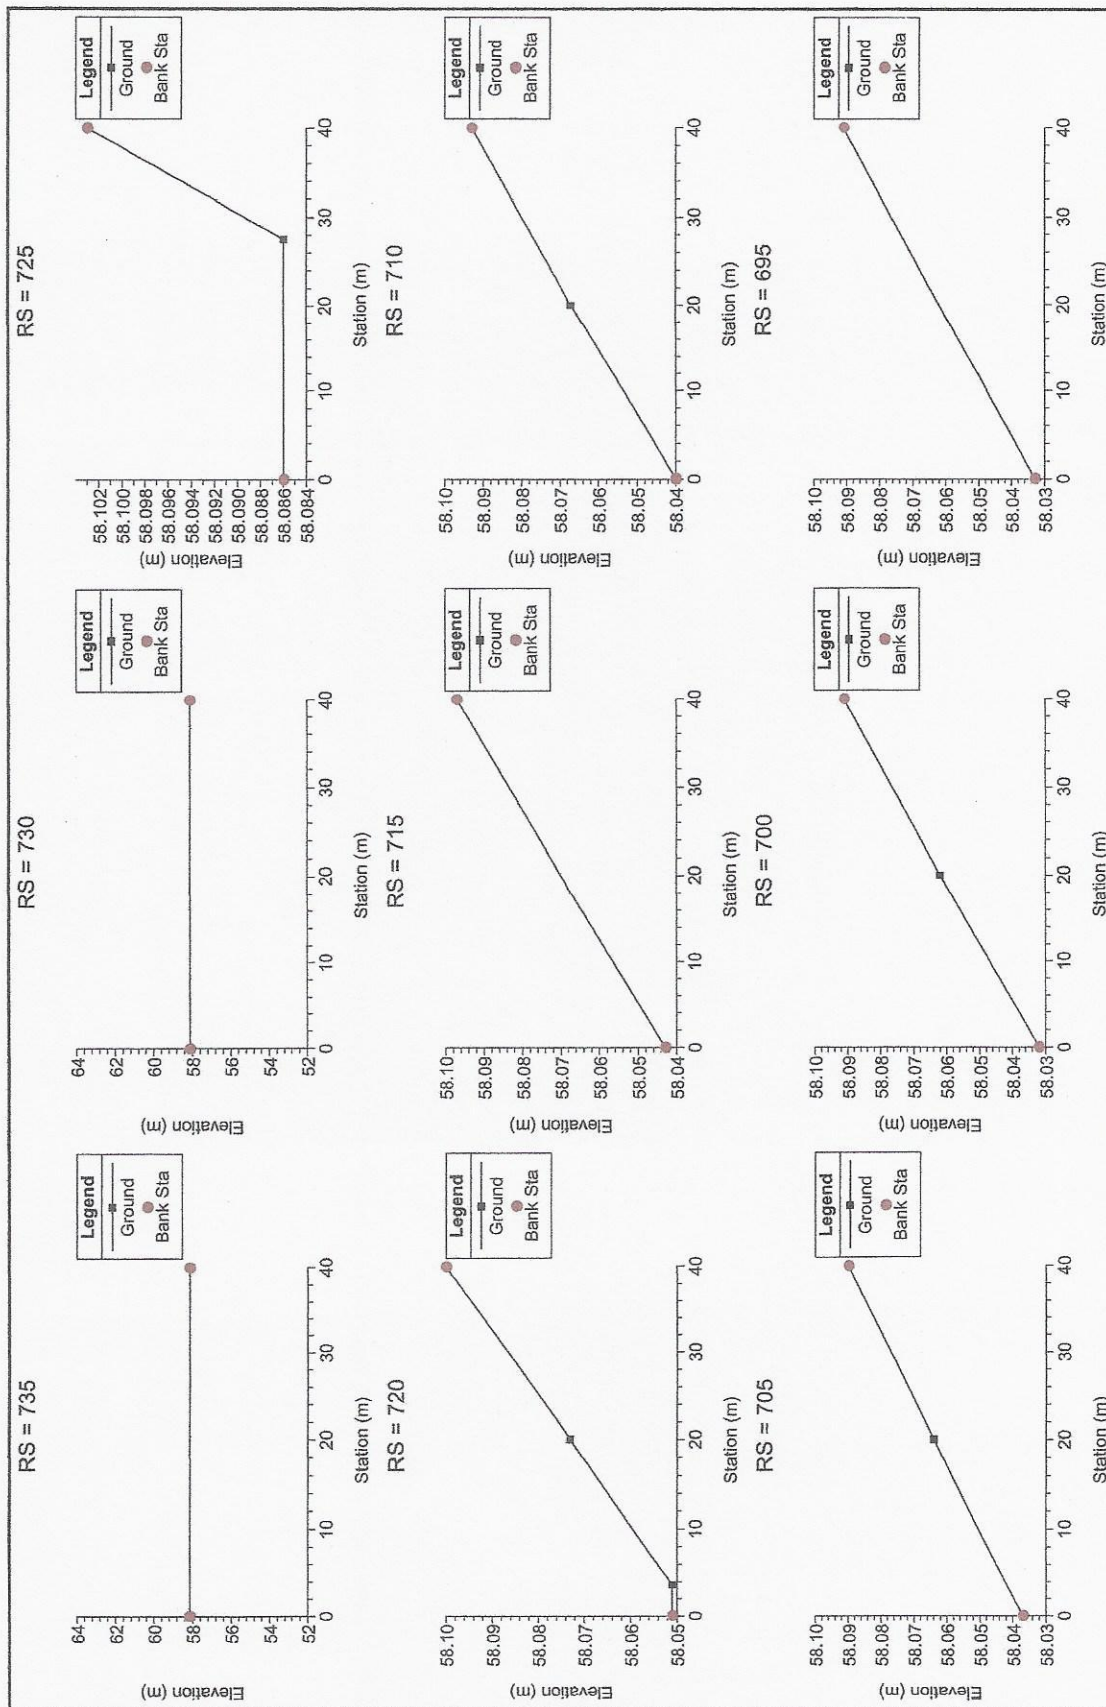 RS = 735
Elevation (m)
64
62
60
58
56
54
52
0 10 20 30 40
Station (m)
Legend
Ground
Bank Sta
RS = 730
Elevation (m)
64
62
60
58
56
54
52
0 10 20 30 40
Station (m)
Legend
Ground
Bank Sta
RS = 725
Elevation (m)
58.102
58.100
58.098
58.096
58.094
58.092
58.090
58.088
58.086
58.084
0 10 20 30 40
Station (m)
Legend
Ground
Bank Sta
RS = 720
Elevation (m)
58.10
58.09
58.08
58.07
58.06
58.05
0 10 20 30 40
Station (m)
Legend
Ground
Bank Sta
RS = 715
Elevation (m)
58.10
58.09
58.08
58.07
58.06
58.05
58.04
0 10 20 30 40
Station (m)
Legend
Ground
Bank Sta
RS = 710
Elevation (m)
58.10
58.09
58.08
58.07
58.06
58.05
58.04
0 10 20 30 40
Station (m)
Legend
Ground
Bank Sta
RS = 705
Elevation (m)
58.10
58.09
58.08
58.07
58.06
58.05
58.04
58.03
0 10 20 30 40
Station (m)
Legend
Ground
Bank Sta
RS = 700
Elevation (m)
58.10
58.09
58.08
58.07
58.06
58.05
58.04
58.03
0 10 20 30 40
Station (m)
Legend
Ground
Bank Sta
RS = 695
Elevation (m)
58.10
58.09
58.08
58.07
58.06
58.05
58.04
58.03
0 10 20 30 40
Station (m)
Legend
Ground
Bank Sta